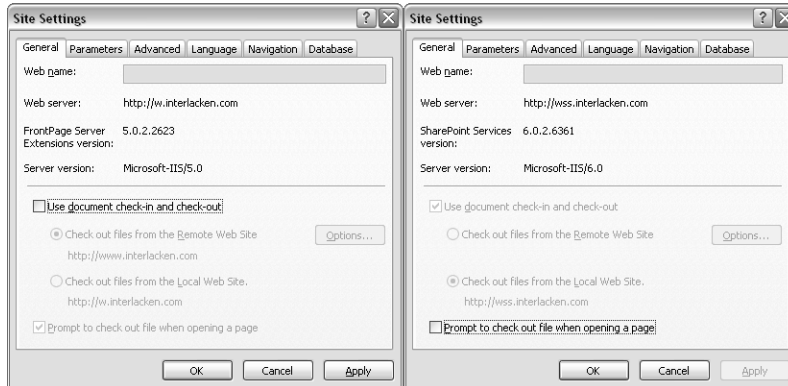 Site Settings
General Parameters Advanced Language Navigation Database
Web name:
Web server: http://w.interlacken.com
FrontPage Server 5.0.2.2623
Extensions version:
Server version: Microsoft-IIS/5.0
Use document check-in and check-out
Check out files from the Remote Web Site Options...
http://www.interlacken.com
Check out files from the Local Web Site.
http://w.interlacken.com
Prompt to check out file when opening a page
OK Cancel Apply
Site Settings
General Parameters Advanced Language Navigation Database
Web name:
Web server: http://wss.interlacken.com
SharePoint Services 6.0.2.6361
version:
Server version: Microsoft-IIS/6.0
Use document check-in and check-out
Check out files from the Remote Web Site Options...
Check out files from the Local Web Site.
http://wss.interlacken.com
Prompt to check out file when opening a page
OK Cancel Apply